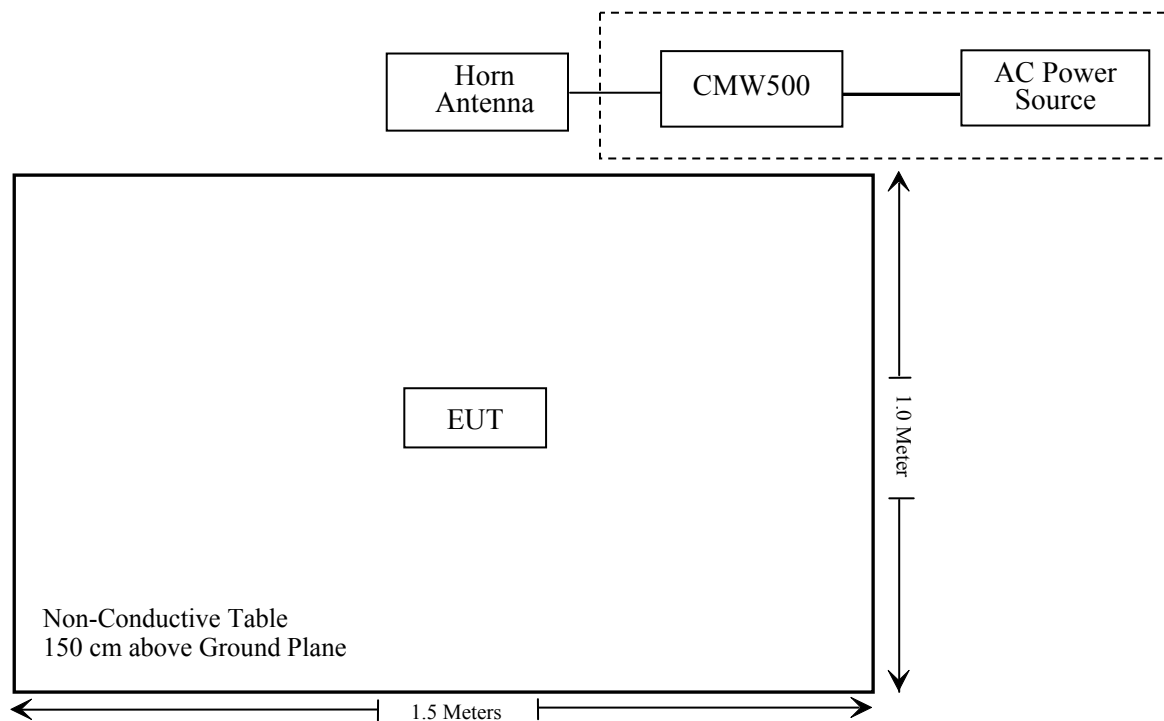 Horn
Antenna
CMW500
AC Power
Source
EUT
1.0 Meter
Non-Conductive Table
150 cm above Ground Plane
1.5 Meters